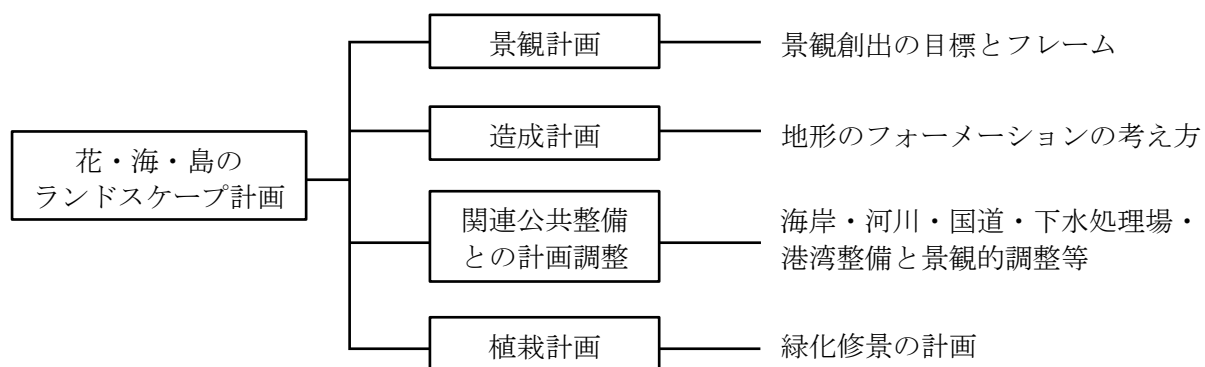 花・海・島の
ランドスケープ計画
景観計画
景観創出の目標とフレーム
造成計画
地形のフォーメーションの考え方
関連公共整備
との計画調整
海岸・河川・国道・下水処理場・
港湾整備と景観的調整等
植栽計画
緑化修景の計画